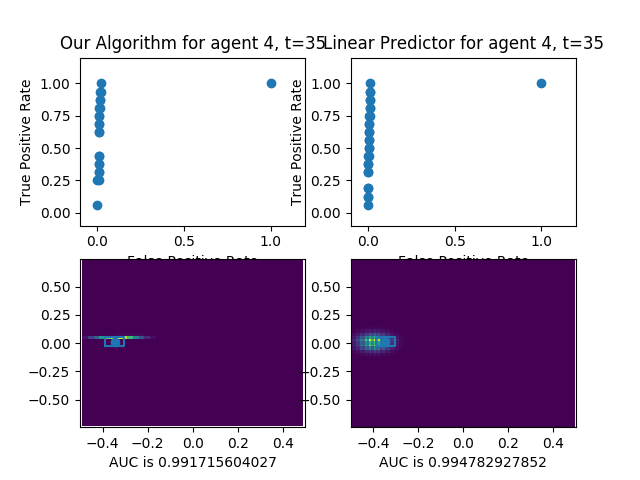 Our Algorithm for agent 4, t=35
Linear Predictor for agent 4, t=35
True Positive Rate
1.00
0.75
0.50
0.25
0.00
0.0 0.5 1.0
False Positive Rate
True Positive Rate
1.00
0.75
0.50
0.25
0.00
0.0 0.5 1.0
False Positive Rate
0.50
0.25
0.00
−0.25
−0.50
−0.4 −0.2 0.0 0.2 0.4
AUC is 0.991715604027
0.50
0.25
0.00
−0.25
−0.50
−0.4 −0.2 0.0 0.2 0.4
AUC is 0.994782927852